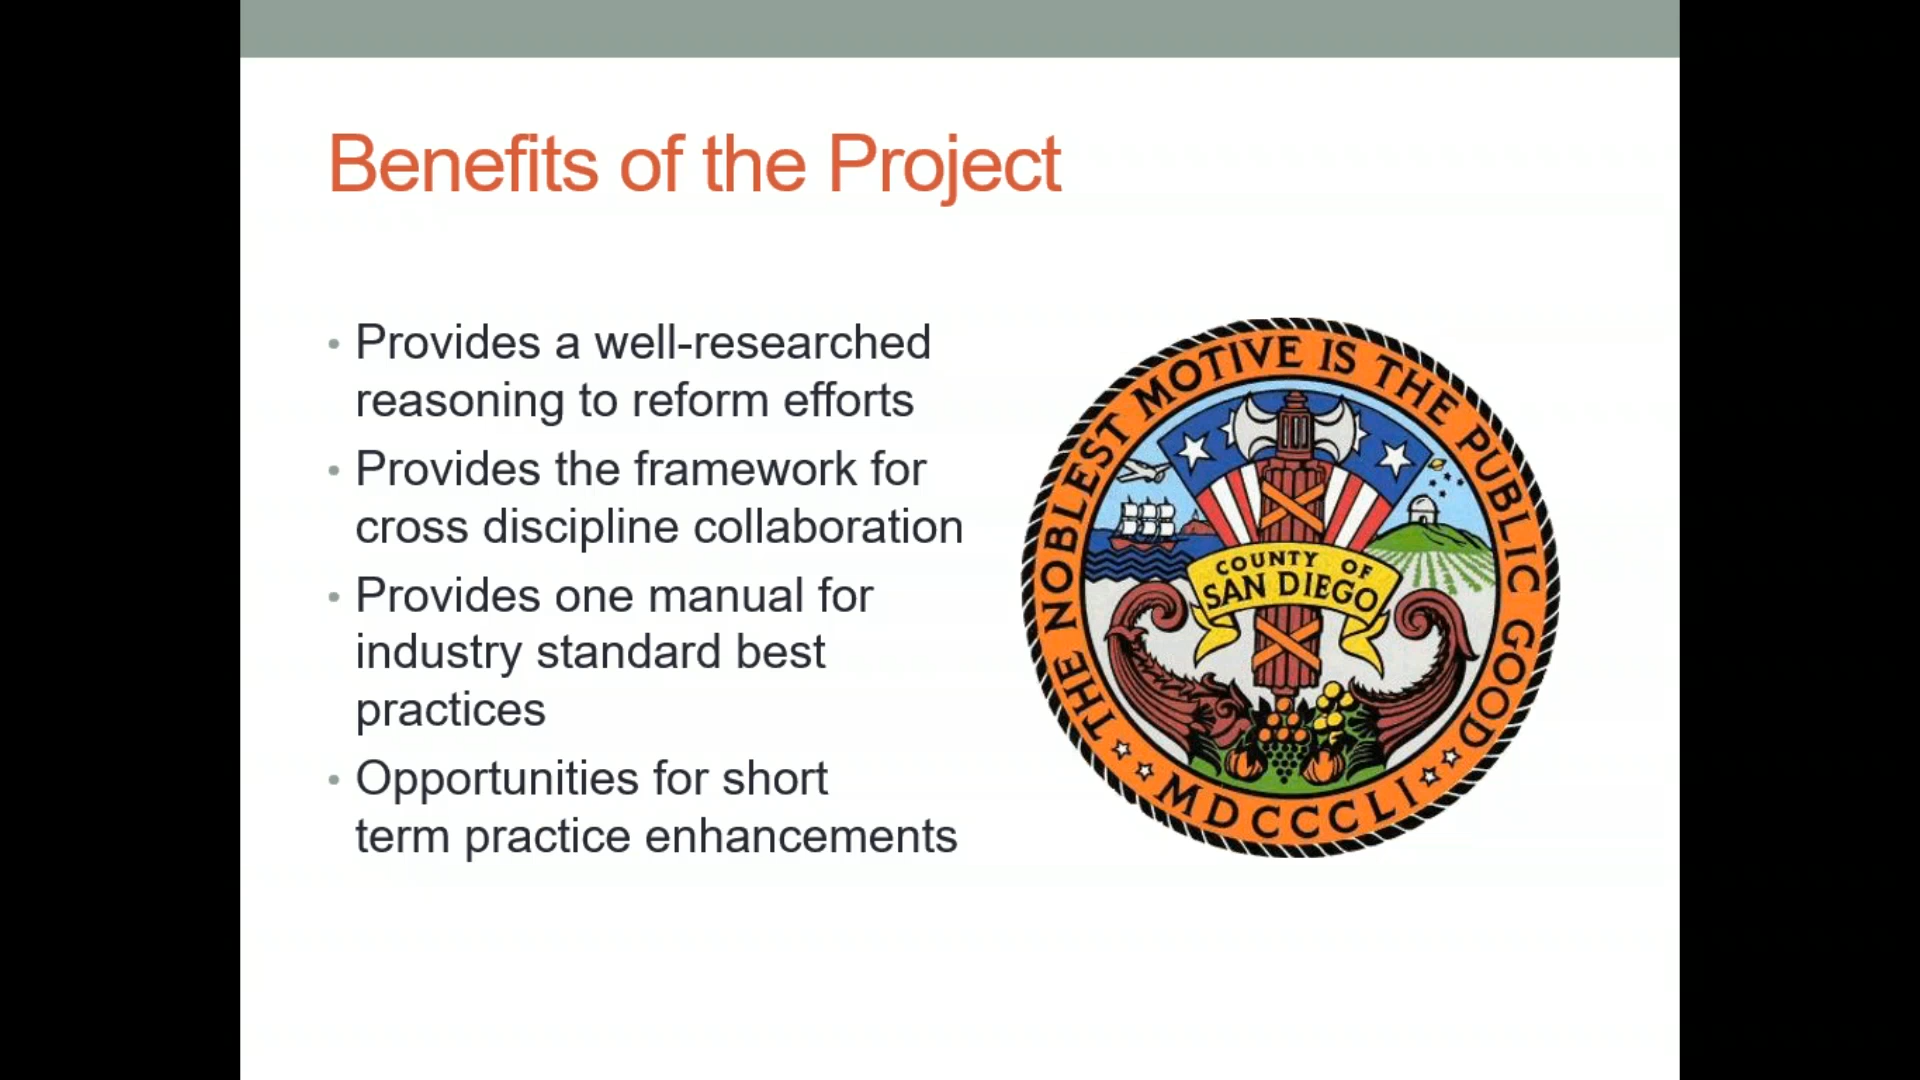 Benefits of the Project
• Provides a well-researched
reasoning to reform efforts
• Provides the framework for
cross discipline collaboration
• Provides one manual for
industry standard best
practices
• Opportunities for short
term practice enhancements
THE NOBLEST MOTIVE IS THE PUBLIC GOOD
COUNTY OF
SAN DIEGO
MDCCCLI